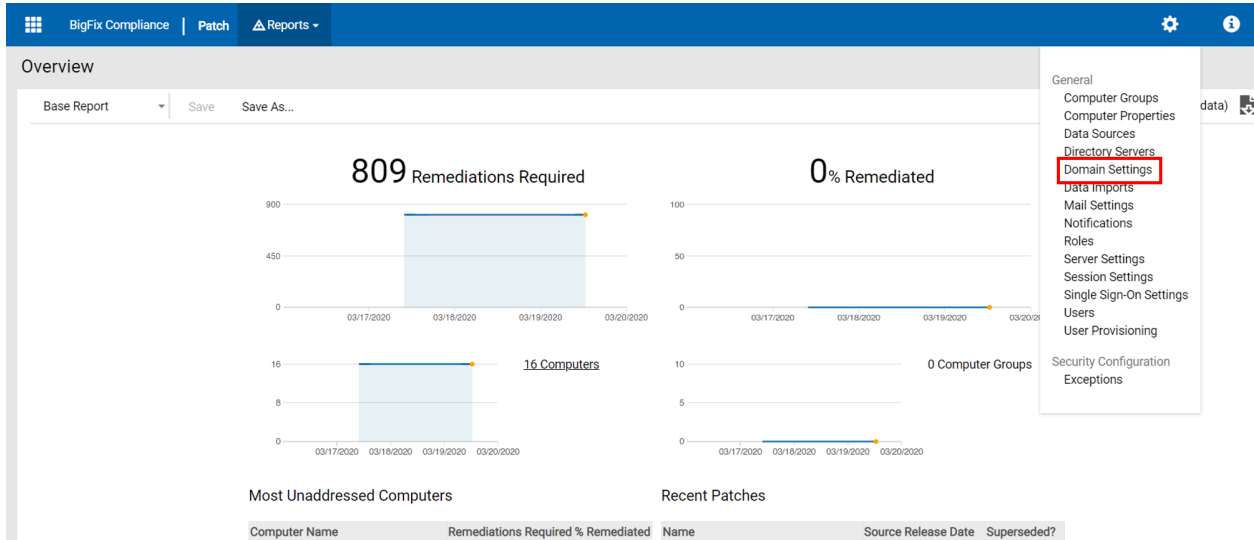 BigFix Compliance | Patch Reports
Overview
Base Report Save Save As... data)
General
Computer Groups
Computer Properties
Data Sources
Directory Servers
Domain Settings
Data Imports
Mail Settings
Notifications
Roles
Server Settings
Session Settings
Single Sign-On Settings
Users
User Provisioning
Security Configuration
Exceptions
809 Remediations Required
900
450
0
03/17/2020 03/18/2020 03/19/2020 03/20/2020
0% Remediated
100
50
0
03/17/2020 03/18/2020 03/19/2020 03/20/20
16 Computers
16
8
0
03/17/2020 03/18/2020 03/19/2020 03/20/2020
0 Computer Groups
10
5
0
03/17/2020 03/18/2020 03/19/2020 03/20/2020
Most Unaddressed Computers
Computer Name Remediations Required % Remediated
Recent Patches
Name Source Release Date Superseded?